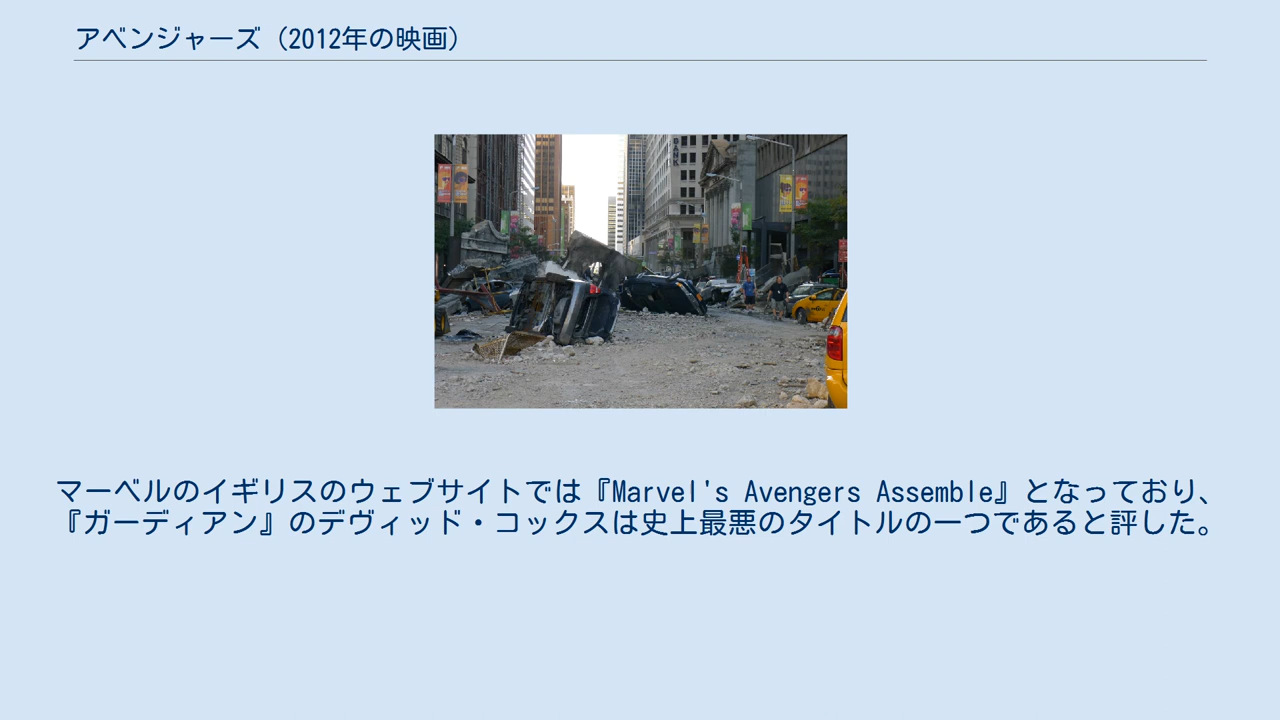 アベンジャーズ（2012年の映画）
BANK
マーベルのイギリスのウェブサイトでは『Marvel's Avengers Assemble』となっており、
『ガーディアン』のデヴィッド・コックスは史上最悪のタイトルの一つであると評した。